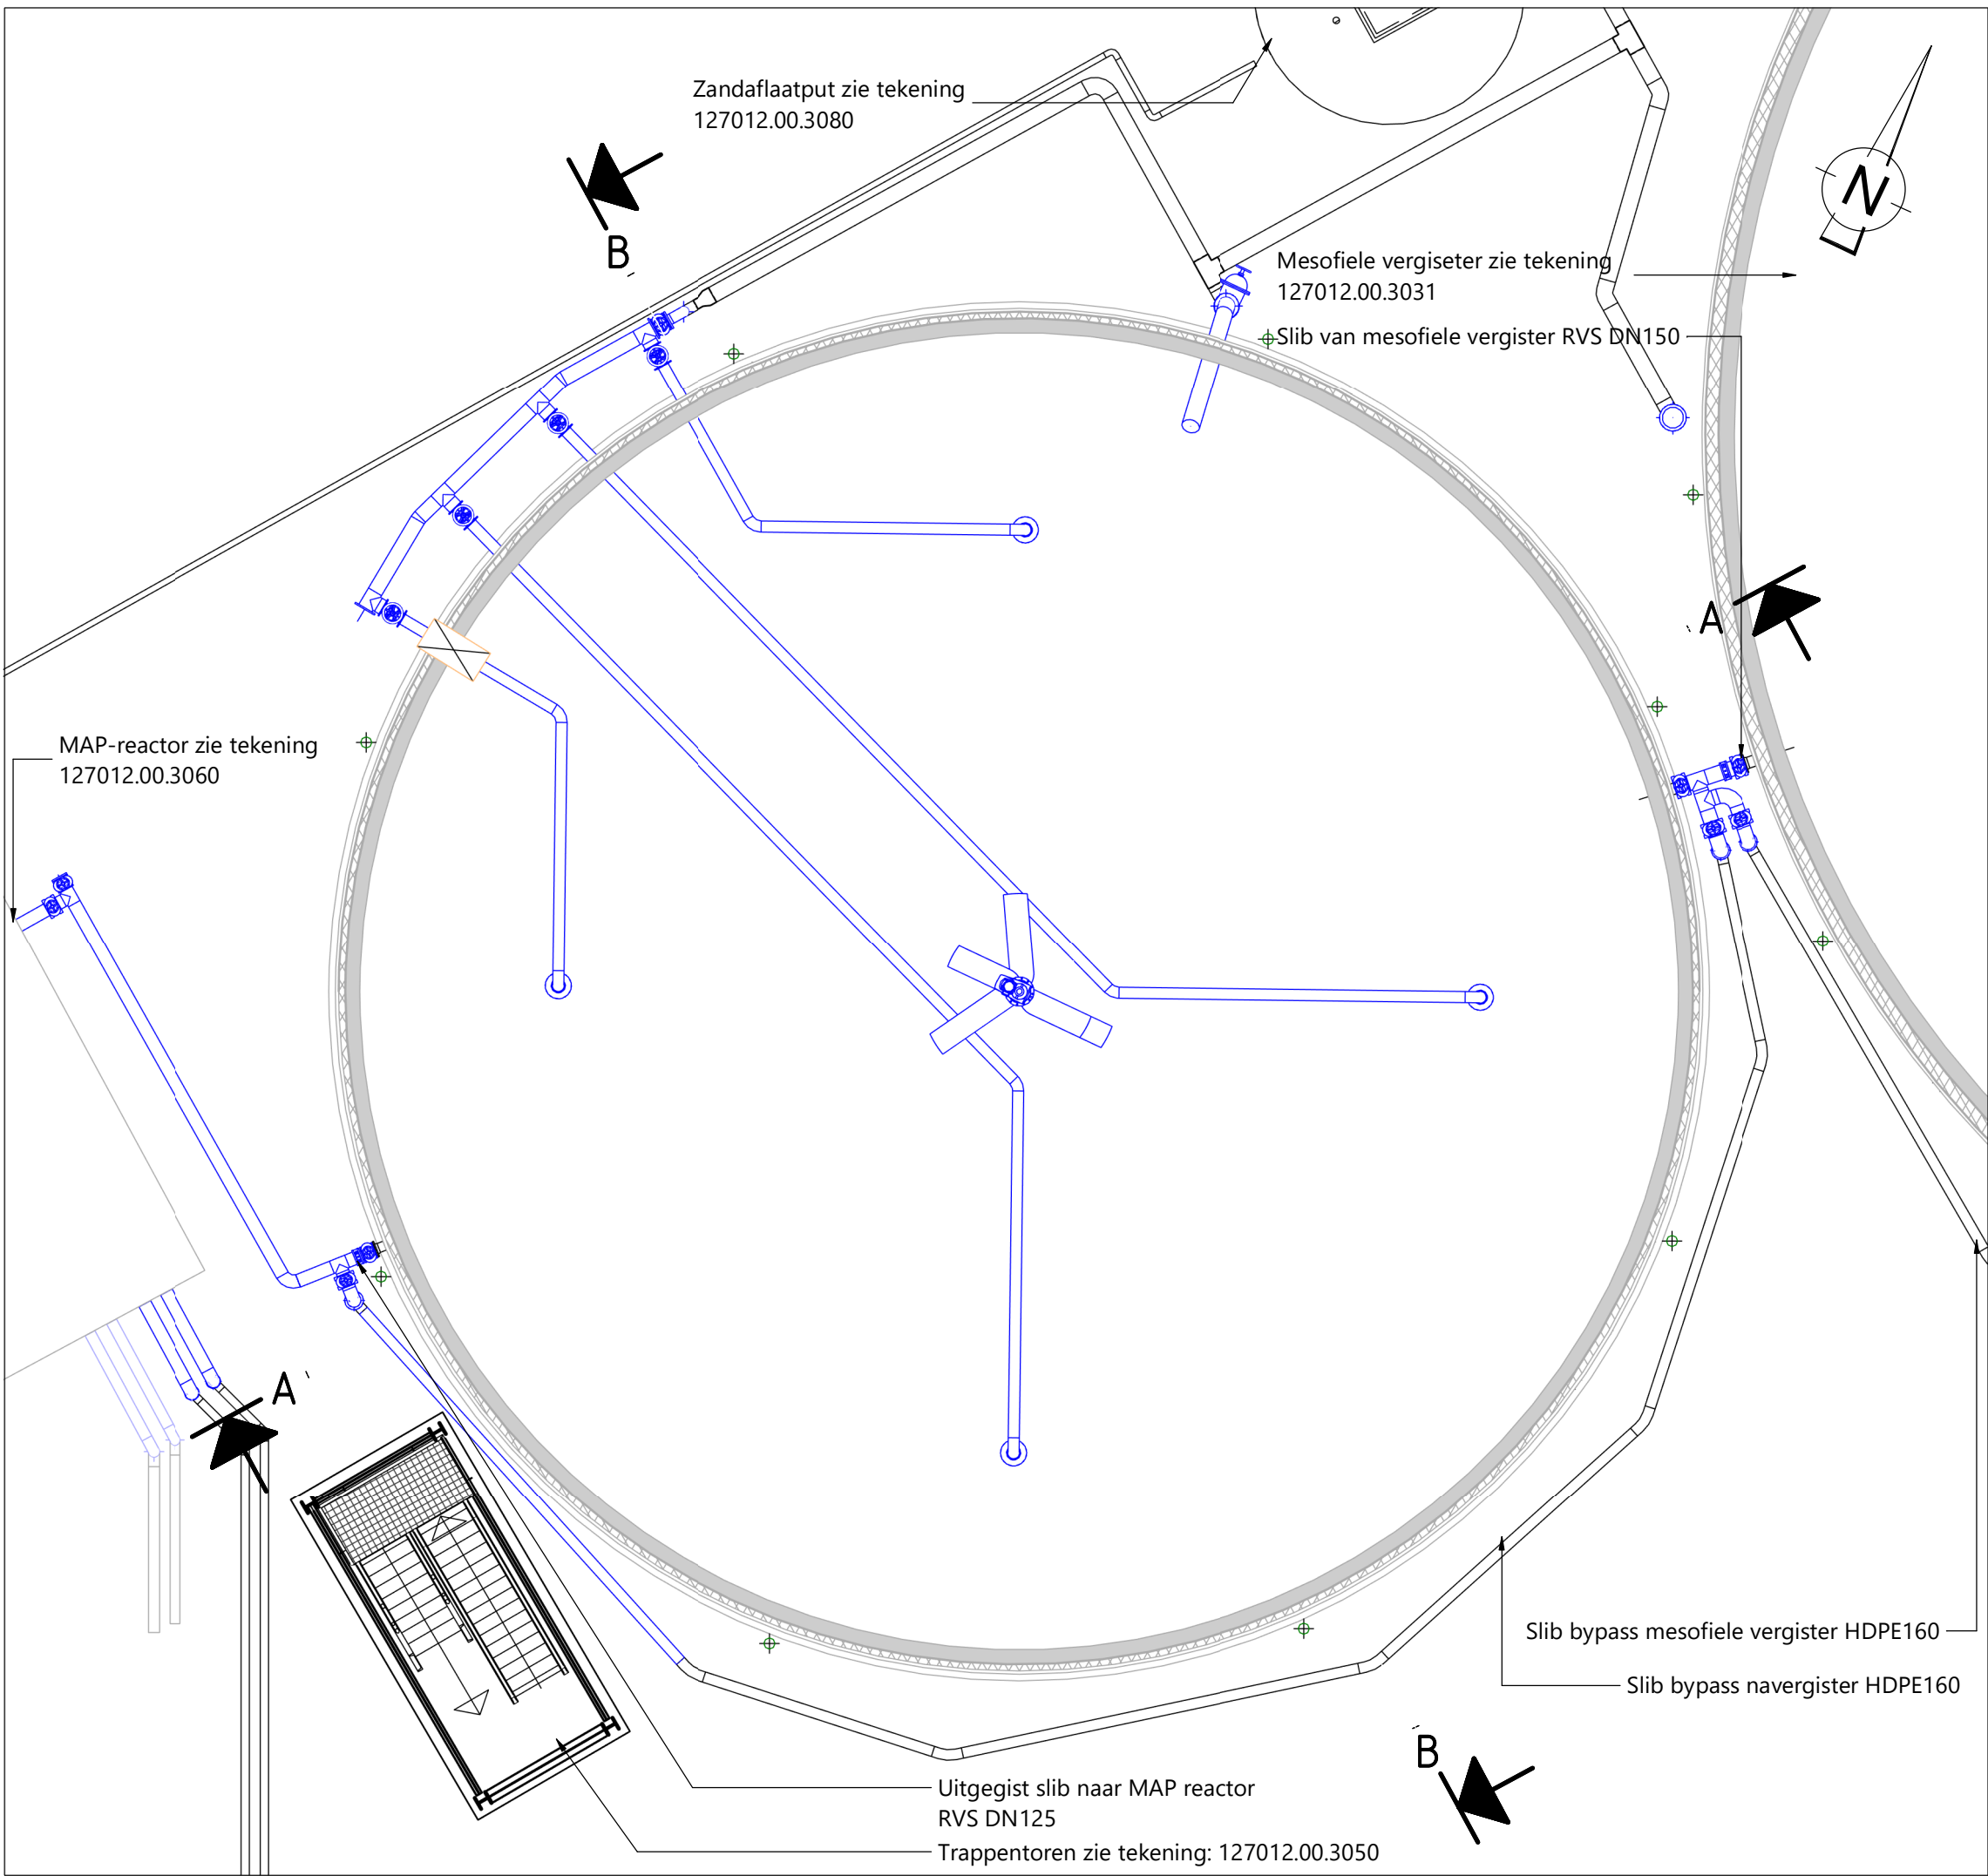 Zandaflaatput zie tekening
127012.00.3080
B
N
Mesofiele vergiseter zie tekening
127012.00.3031
Slib van mesofiele vergister RVS DN150
A
MAP-reactor zie tekening
127012.00.3060
A
Slib bypass mesofiele vergister HDPE160
Slib bypass navergister HDPE160
B
Uitgegist slib naar MAP reactor
RVS DN125
Trappentoren zie tekening: 127012.00.3050